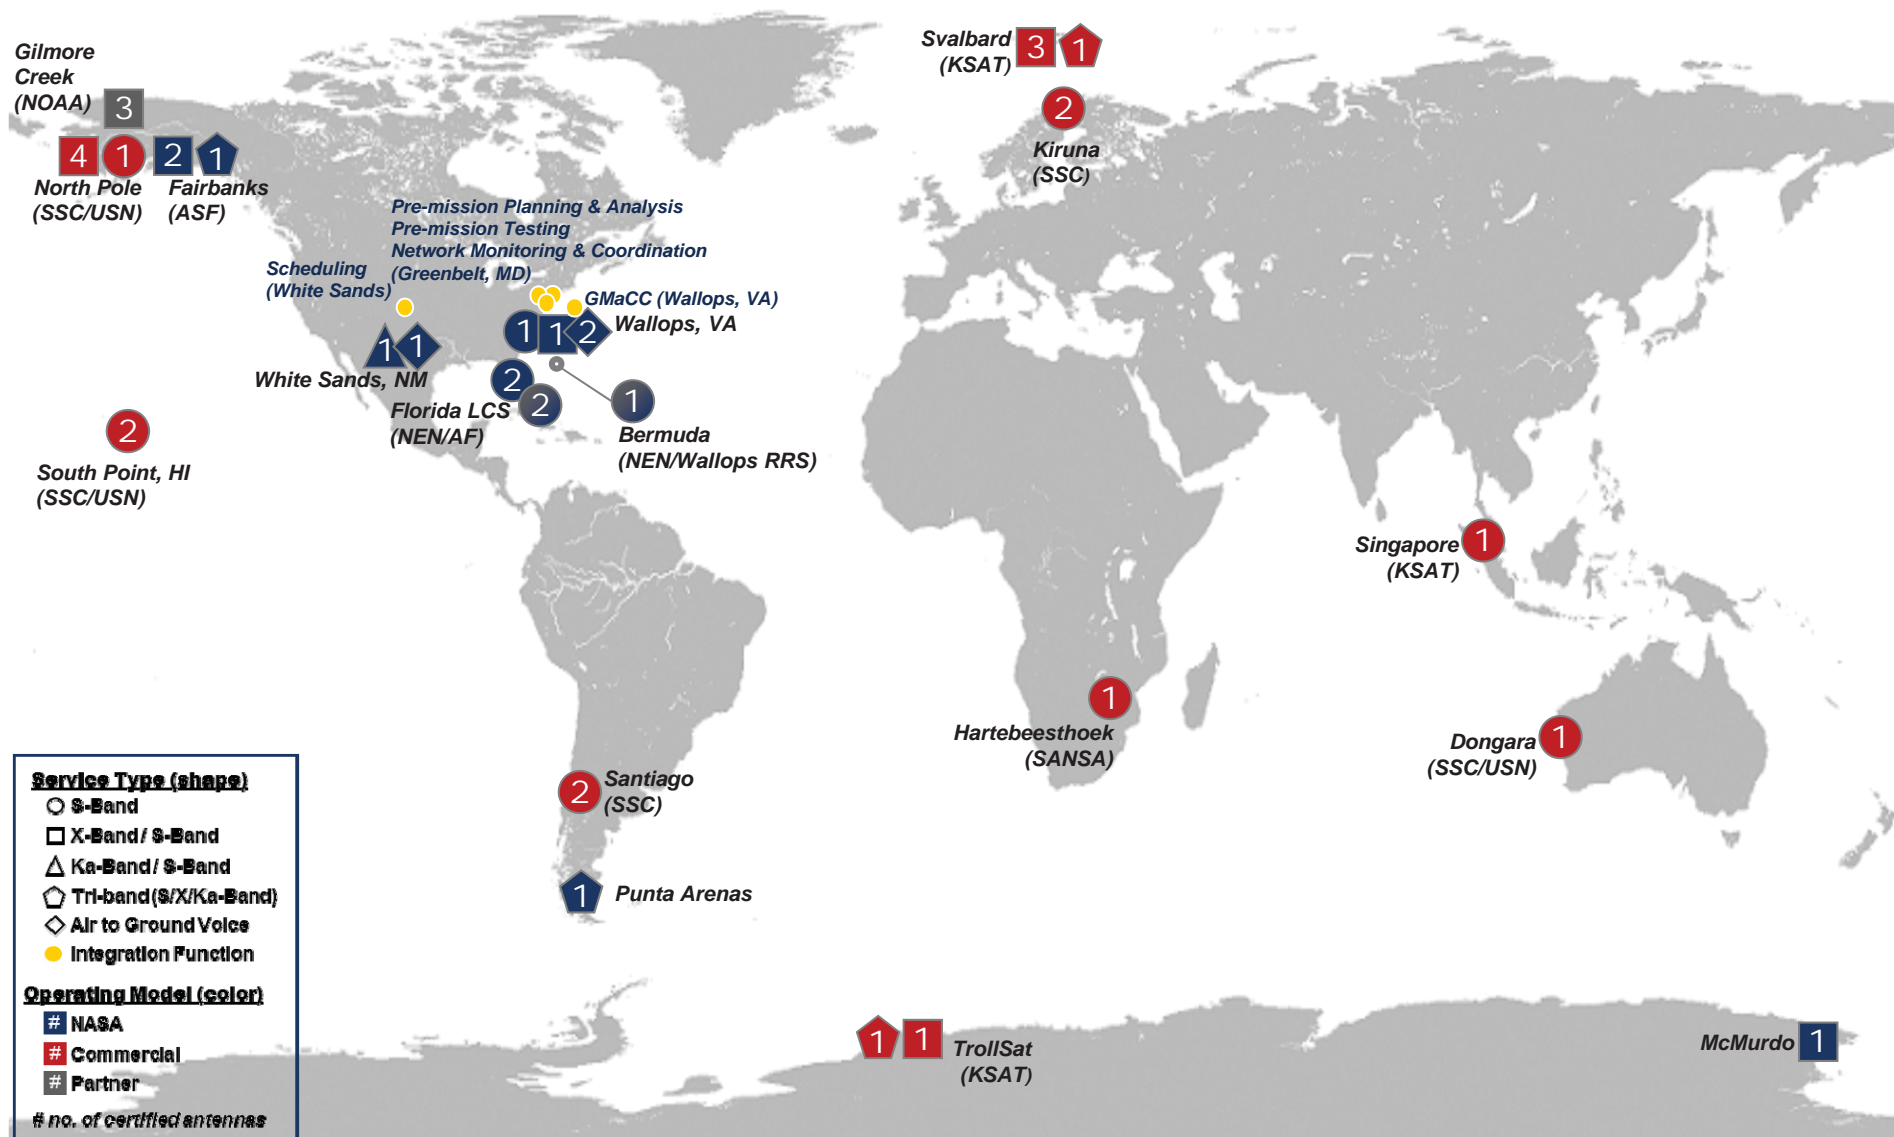 Gilmore
Creek
(NOAA)
3
4
1
2
1
North Pole
(SSC/USN)
Fairbanks
(ASF)
Svalbard
(KSAT)
3
1
2
Kiruna
(SSC)
Pre-mission Planning & Analysis
Pre-mission Testing
Network Monitoring & Coordination
(Greenbelt, MD)
Scheduling
(White Sands)
GMaCC (Wallops, VA)
1
1
2
Wallops, VA
1
1
White Sands, NM
2
2
Florida LCS
(NEN/AF)
1
Bermuda
(NEN/Wallops RRS)
2
South Point, HI
(SSC/USN)
Singapore
(KSAT)
1
1
Hartebeesthoek
(SANSA)
Dongara
(SSC/USN)
1
2
Santiago
(SSC)
1
Punta Arenas
1
1
TrollSat
(KSAT)
McMurdo
1
Service Type (shape)
S-Band
X-Band / S-Band
Ka-Band / S-Band
Tri-band (S/X/Ka-Band)
Air to Ground Voice
Integration Function
Operating Model (color)
# NASA
# Commercial
# Partner
# no. of certified antennas